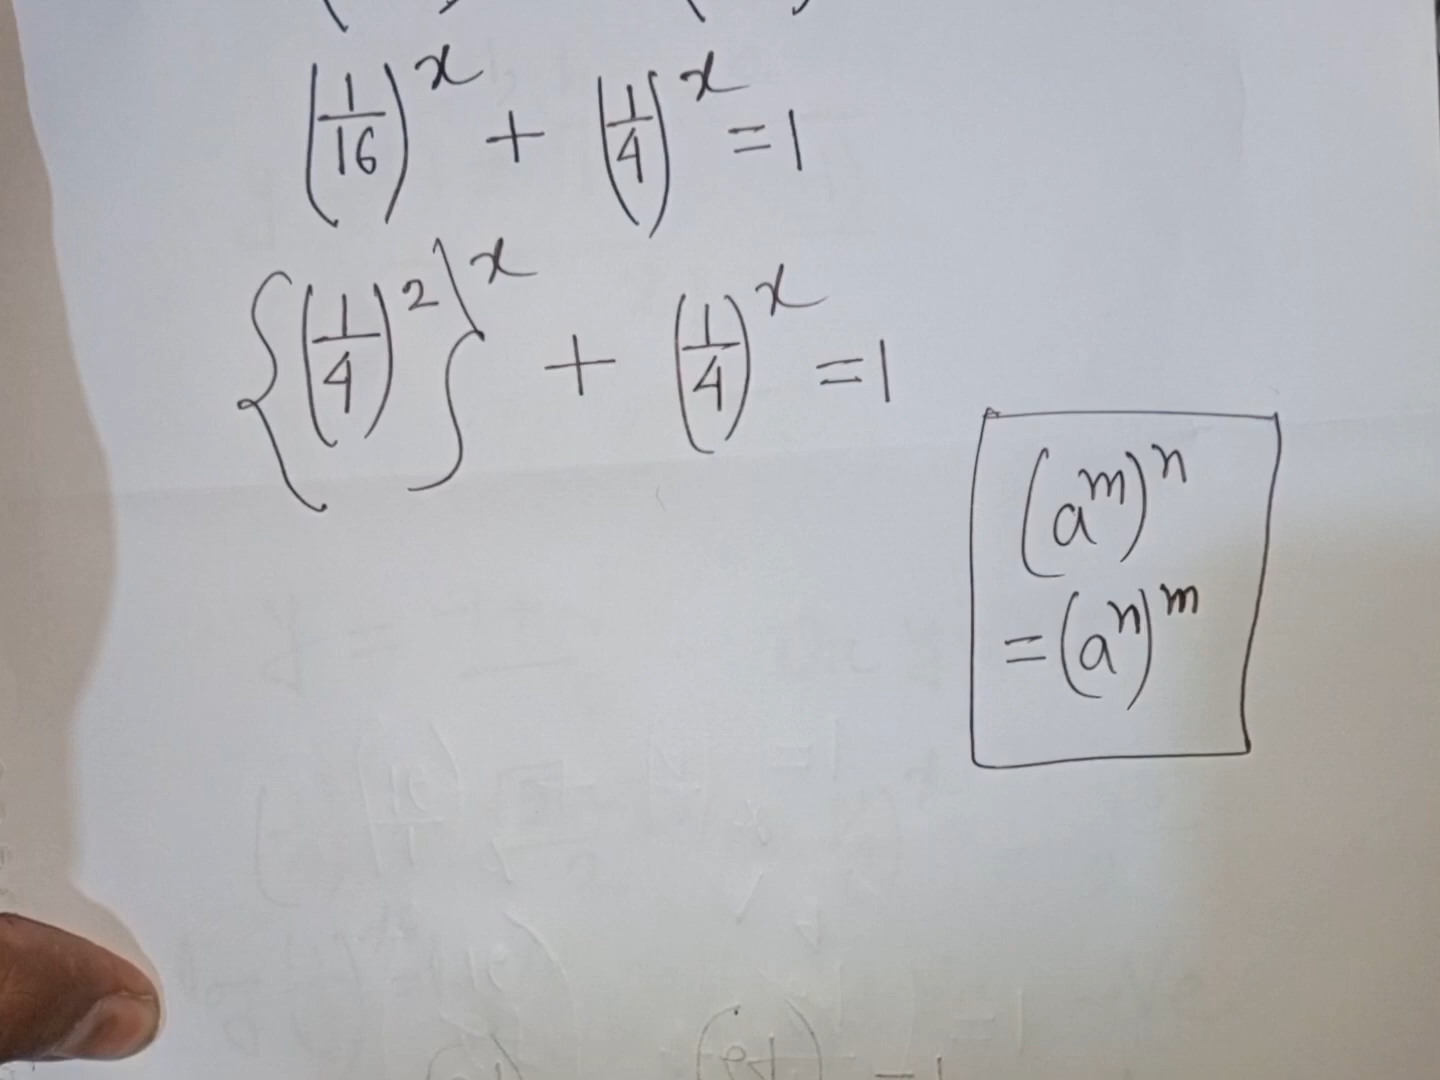 (1/16)^x + (1/4)^x = 1
{(1/4)^2}^x + (1/4)^x = 1
(a^m)^n
= (a^n)^m